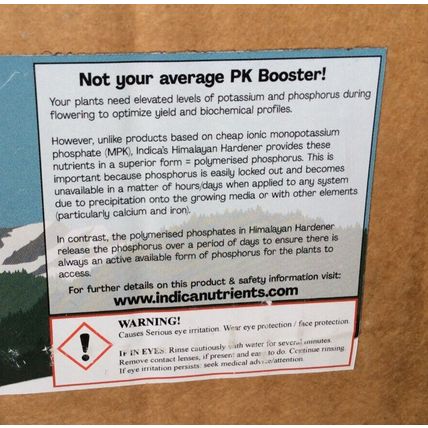 Not your average PK Booster!
Your plants need elevated levels of potassium and phosphorus during
flowering to optimize yield and biochemical profiles.
However, unlike products based on cheap ionic monopotassium
phosphate (MPK), Indica's Himalayan Hardener provides these
nutrients in a superior form = polymerised phosphorus. This is
important because phosphorus is easily locked out and becomes
unavailable in a matter of hours/days when applied to any system
due to precipitation onto the growing media or with other elements
(particularly calcium and iron).
In contrast, the polymerised phosphates in Himalayan Hardener
release the phosphorus over a period of days to ensure there is
always an active available form of phosphorus for the plants to
access.
For further details on this product & safety information visit:
www.indicanutrients.com
WARNING!
Causes Serious eye irritation. Wear eye protection / face protection.
IF IN EYES: Rinse cautiously with water for several minutes.
Remove contact lenses, if present and easy to do. Continue rinsing.
If eye irritation persists: seek medical advice/attention.